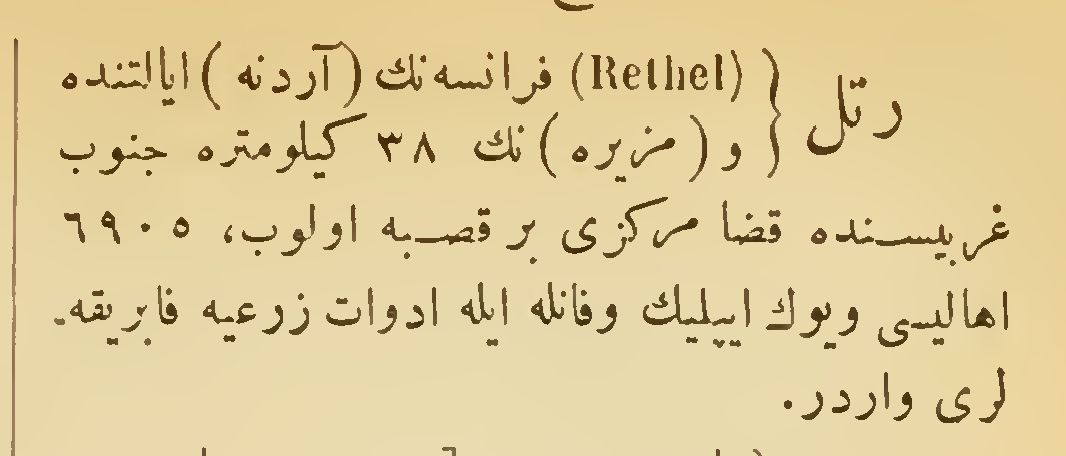 رتل { (Rethel) فرانسه‌نك (آردنه) ایالتنده
و (مزیره) نك ۳۸ كیلومتره جنوب
غربیسنده قضا مركزی بر قصبه اولوب، ٦٩٠٥
اهالیسی ویوك ایپلیك وفانله ایله ادوات زرعیه فابریقه-
لری واردر.